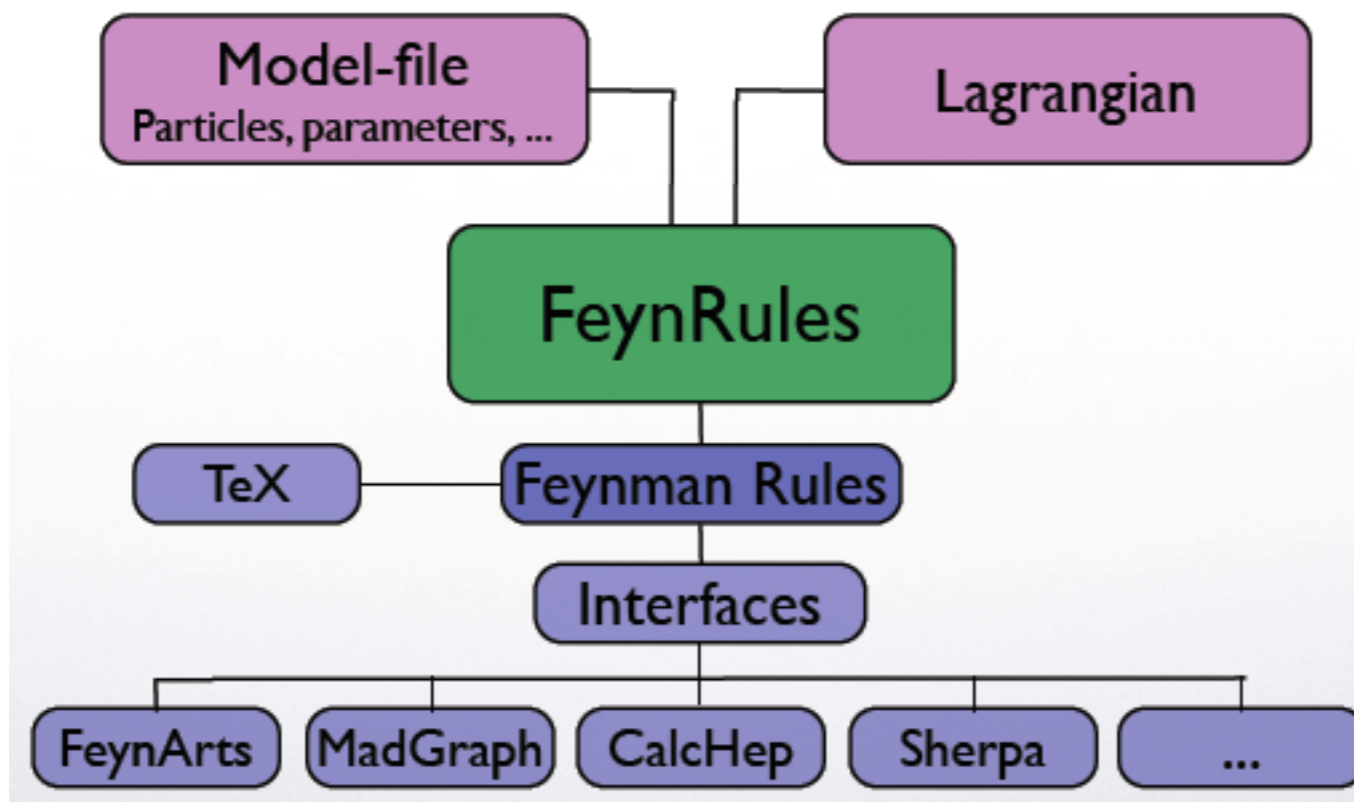 Model-file
Particles, parameters, ...
Lagrangian
FeynRules
TeX
Feynman Rules
Interfaces
FeynArts
MadGraph
CalcHep
Sherpa
...